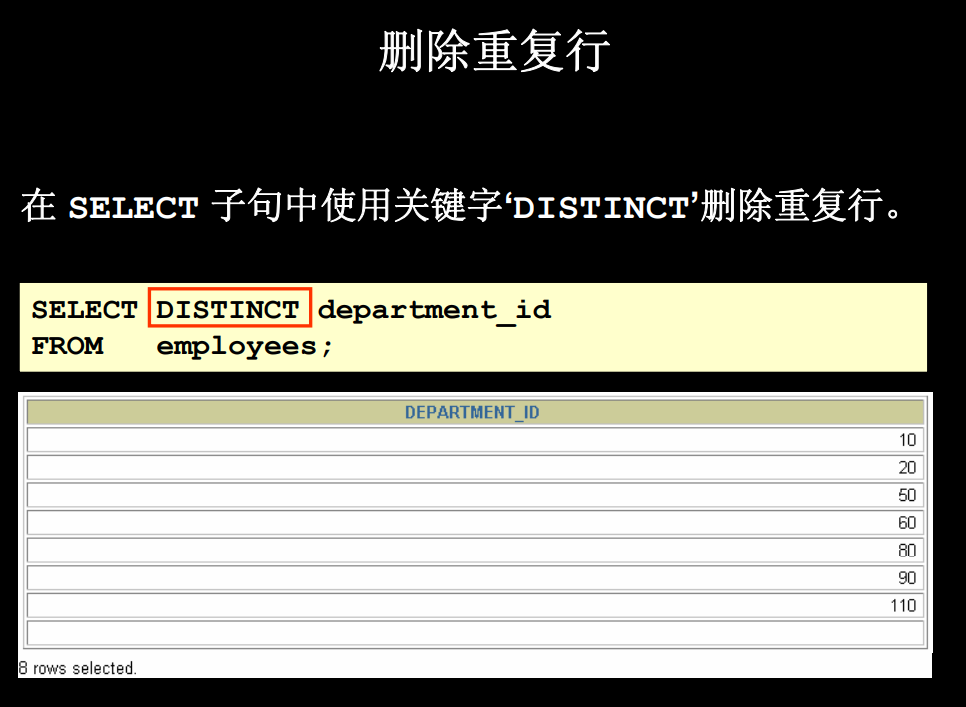 删除重复行
在 SELECT 子句中使用关键字‘DISTINCT’删除重复行。
SELECT DISTINCT department_id
FROM employees;
DEPARTMENT_ID
10
20
50
60
80
90
110
8 rows selected.